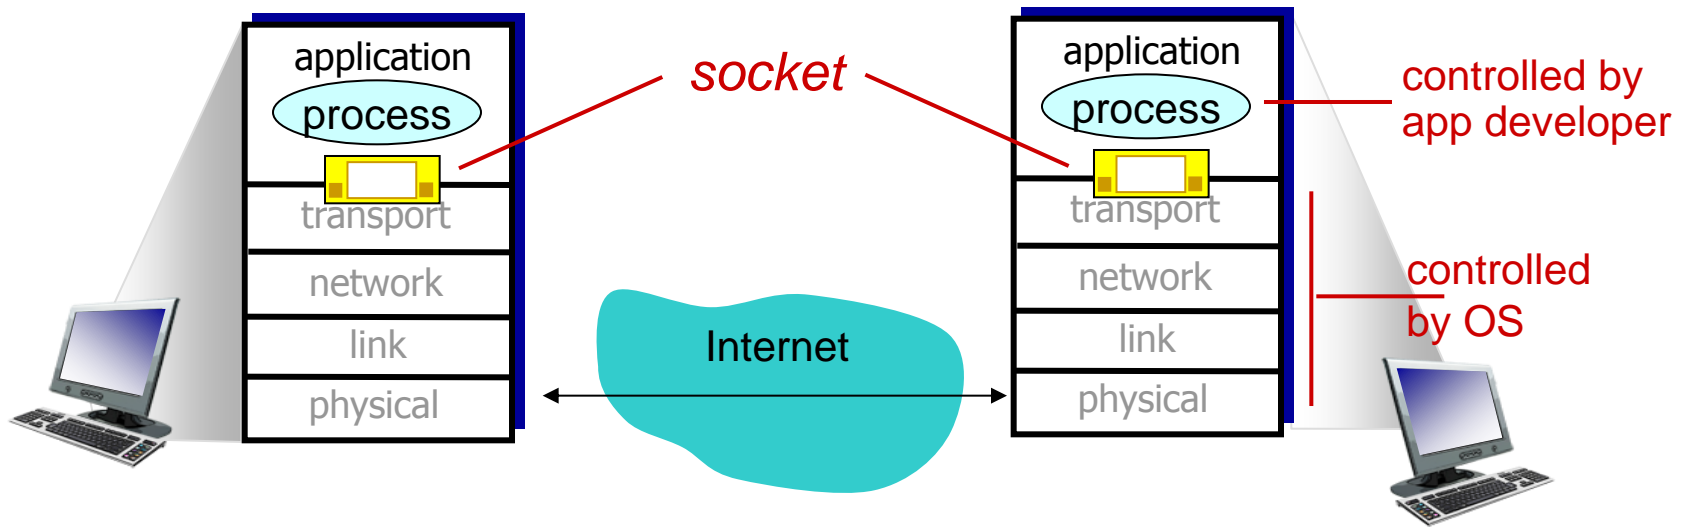 application
process
transport
network
link
physical
socket
Internet
application
process
transport
network
link
physical
controlled by
app developer
controlled
by OS